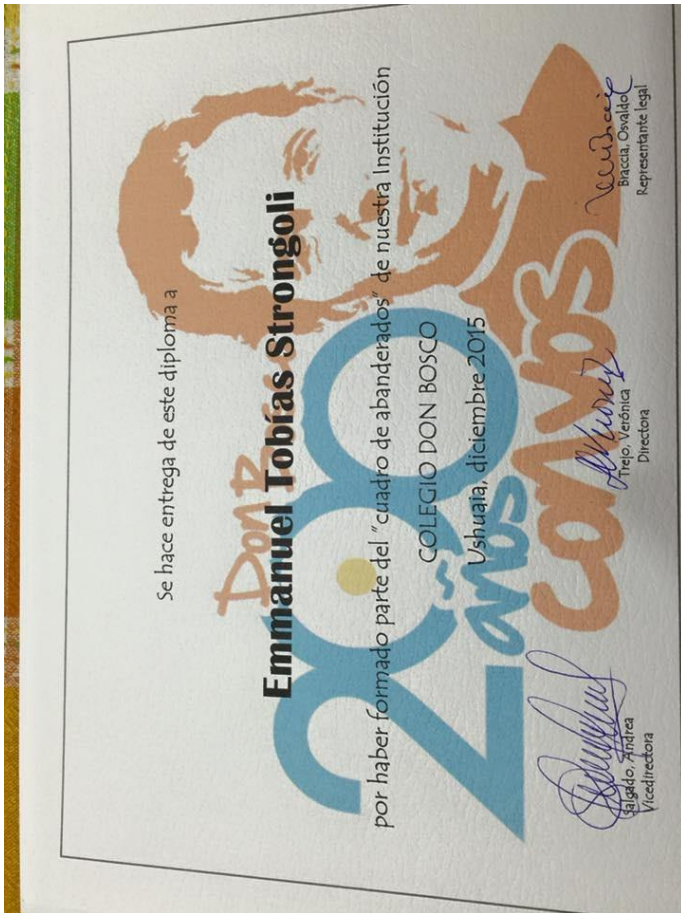 Se hace entrega de este diploma a
Don Bosco
Emmanuel Tobías Strongoli
por haber formado parte del "cuadro de abanderados" de nuestra Institución
COLEGIO DON BOSCO
Ushuaia, diciembre 2015
200
años
con vos
Salgado, Andrea
Vicedirectora
Trejo, Verónica
Directora
Braccia, Osvaldo
Representante legal